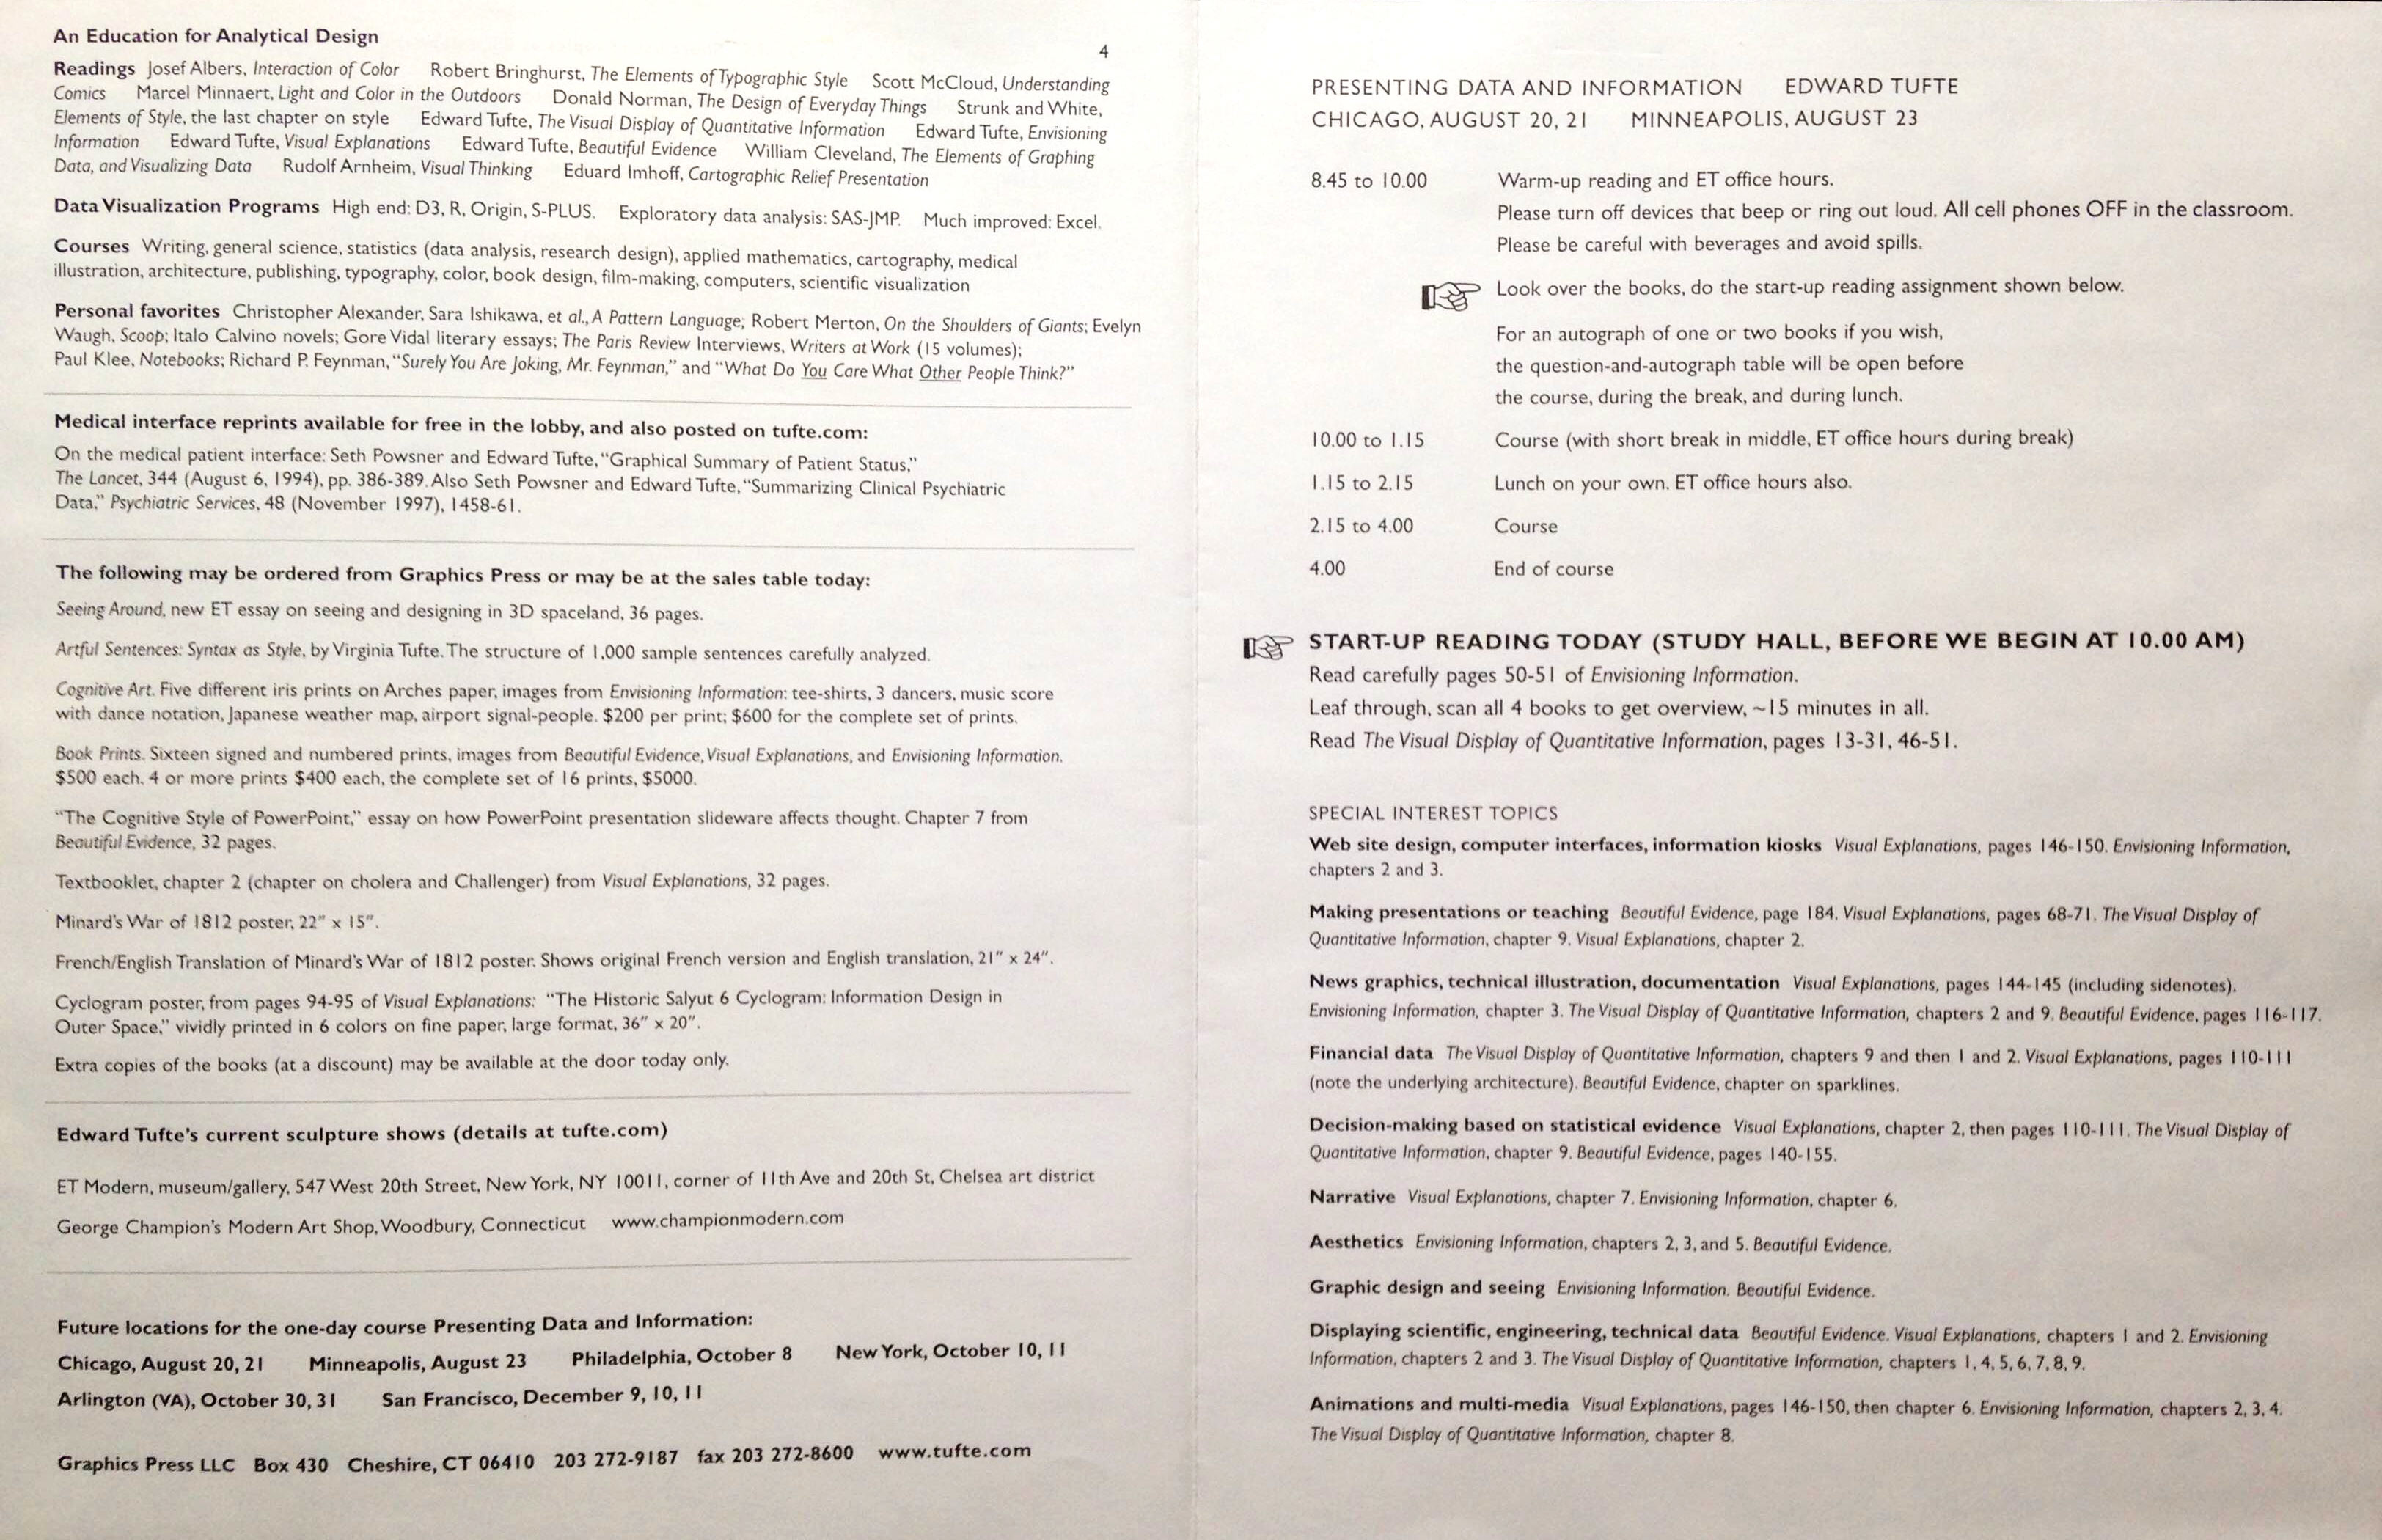 An Education for Analytical Design
4
Readings Josef Albers, Interaction of Color Robert Bringhurst, The Elements of Typographic Style Scott McCloud, Understanding
Comics Marcel Minnaert, Light and Color in the Outdoors Donald Norman, The Design of Everyday Things Strunk and White,
Elements of Style, the last chapter on style Edward Tufte, The Visual Display of Quantitative Information Edward Tufte, Envisioning
Information Edward Tufte, Visual Explanations Edward Tufte, Beautiful Evidence William Cleveland, The Elements of Graphing
Data, and Visualizing Data Rudolf Arnheim, Visual Thinking Eduard Imhoff, Cartographic Relief Presentation
Data Visualization Programs High end: D3, R, Origin, S-PLUS. Exploratory data analysis: SAS-JMP. Much improved: Excel.
Courses Writing, general science, statistics (data analysis, research design), applied mathematics, cartography, medical
illustration, architecture, publishing, typography, color, book design, film-making, computers, scientific visualization
Personal favorites Christopher Alexander, Sara Ishikawa, et al., A Pattern Language; Robert Merton, On the Shoulders of Giants; Evelyn
Waugh, Scoop; Italo Calvino novels; Gore Vidal literary essays; The Paris Review Interviews, Writers at Work (15 volumes);
Paul Klee, Notebooks; Richard P. Feynman, “Surely You Are Joking, Mr. Feynman,” and “What Do You Care What Other People Think?”
Medical interface reprints available for free in the lobby, and also posted on tufte.com:
On the medical patient interface: Seth Powsner and Edward Tufte, “Graphical Summary of Patient Status,”
The Lancet, 344 (August 6, 1994), pp. 386-389. Also Seth Powsner and Edward Tufte, “Summarizing Clinical Psychiatric
Data,” Psychiatric Services, 48 (November 1997), 1458-61.
The following may be ordered from Graphics Press or may be at the sales table today:
Seeing Around, new ET essay on seeing and designing in 3D spaceland, 36 pages.
Artful Sentences: Syntax as Style, by Virginia Tufte. The structure of 1,000 sample sentences carefully analyzed.
Cognitive Art. Five different iris prints on Arches paper, images from Envisioning Information: tee-shirts, 3 dancers, music score
with dance notation, Japanese weather map, airport signal-people. $200 per print; $600 for the complete set of prints.
Book Prints. Sixteen signed and numbered prints, images from Beautiful Evidence, Visual Explanations, and Envisioning Information.
$500 each. 4 or more prints $400 each, the complete set of 16 prints, $5000.
“The Cognitive Style of PowerPoint,” essay on how PowerPoint presentation slideware affects thought. Chapter 7 from
Beautiful Evidence, 32 pages.
Textbooklet, chapter 2 (chapter on cholera and Challenger) from Visual Explanations, 32 pages.
Minard’s War of 1812 poster, 22” x 15”.
French/English Translation of Minard’s War of 1812 poster. Shows original French version and English translation, 21” x 24”.
Cyclogram poster, from pages 94-95 of Visual Explanations: “The Historic Salyut 6 Cyclogram: Information Design in
Outer Space,” vividly printed in 6 colors on fine paper, large format, 36” x 20”.
Extra copies of the books (at a discount) may be available at the door today only.
Edward Tufte’s current sculpture shows (details at tufte.com)
ET Modern, museum/gallery, 547 West 20th Street, New York, NY 10011, corner of 11th Ave and 20th St, Chelsea art district
George Champion’s Modern Art Shop, Woodbury, Connecticut www.championmodern.com
Future locations for the one-day course Presenting Data and Information:
Chicago, August 20, 21 Minneapolis, August 23 Philadelphia, October 8 New York, October 10, 11
Arlington (VA), October 30, 31 San Francisco, December 9, 10, 11
Graphics Press LLC Box 430 Cheshire, CT 06410 203 272-9187 fax 203 272-8600 www.tufte.com
PRESENTING DATA AND INFORMATION EDWARD TUFTE
CHICAGO, AUGUST 20, 21 MINNEAPOLIS, AUGUST 23
8.45 to 10.00 Warm-up reading and ET office hours.
Please turn off devices that beep or ring out loud. All cell phones OFF in the classroom.
Please be careful with beverages and avoid spills.
Look over the books, do the start-up reading assignment shown below.
For an autograph of one or two books if you wish,
the question-and-autograph table will be open before
the course, during the break, and during lunch.
10.00 to 1.15 Course (with short break in middle, ET office hours during break)
1.15 to 2.15 Lunch on your own. ET office hours also.
2.15 to 4.00 Course
4.00 End of course
START-UP READING TODAY (STUDY HALL, BEFORE WE BEGIN AT 10.00 AM)
Read carefully pages 50-51 of Envisioning Information.
Leaf through, scan all 4 books to get overview, ~15 minutes in all.
Read The Visual Display of Quantitative Information, pages 13-31, 46-51.
SPECIAL INTEREST TOPICS
Web site design, computer interfaces, information kiosks Visual Explanations, pages 146-150. Envisioning Information,
chapters 2 and 3.
Making presentations or teaching Beautiful Evidence, page 184. Visual Explanations, pages 68-71. The Visual Display of
Quantitative Information, chapter 9. Visual Explanations, chapter 2.
News graphics, technical illustration, documentation Visual Explanations, pages 144-145 (including sidenotes).
Envisioning Information, chapter 3. The Visual Display of Quantitative Information, chapters 2 and 9. Beautiful Evidence, pages 116-117.
Financial data The Visual Display of Quantitative Information, chapters 9 and then 1 and 2. Visual Explanations, pages 110-111
(note the underlying architecture). Beautiful Evidence, chapter on sparklines.
Decision-making based on statistical evidence Visual Explanations, chapter 2, then pages 110-111. The Visual Display of
Quantitative Information, chapter 9. Beautiful Evidence, pages 140-155.
Narrative Visual Explanations, chapter 7. Envisioning Information, chapter 6.
Aesthetics Envisioning Information, chapters 2, 3, and 5. Beautiful Evidence.
Graphic design and seeing Envisioning Information. Beautiful Evidence.
Displaying scientific, engineering, technical data Beautiful Evidence. Visual Explanations, chapters 1 and 2. Envisioning
Information, chapters 2 and 3. The Visual Display of Quantitative Information, chapters 1, 4, 5, 6, 7, 8, 9.
Animations and multi-media Visual Explanations, pages 146-150, then chapter 6. Envisioning Information, chapters 2, 3, 4.
The Visual Display of Quantitative Information, chapter 8.